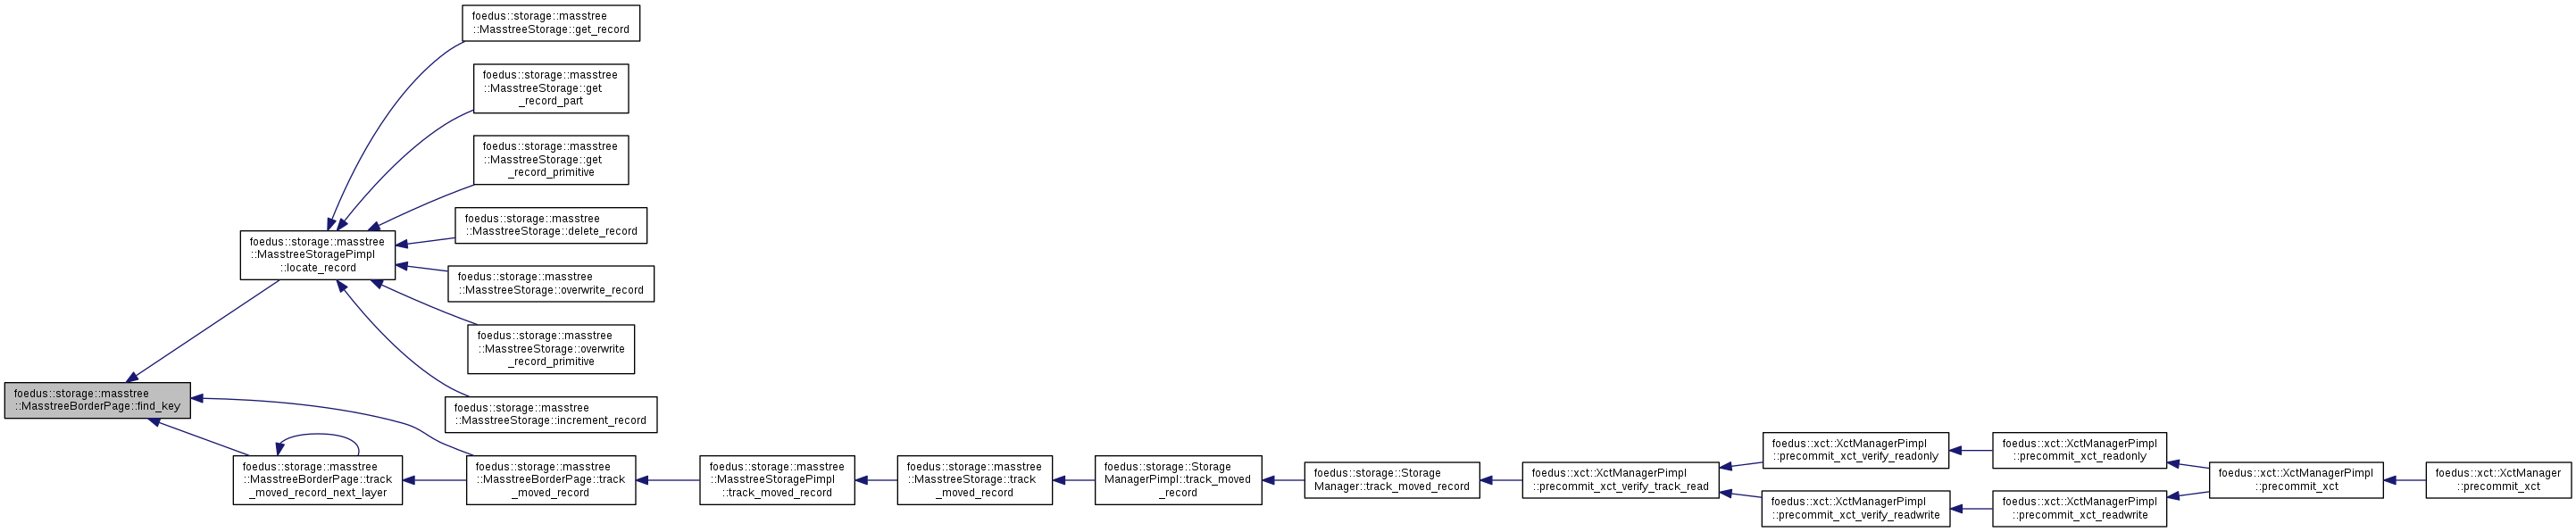 foedus::storage::masstree
::MasstreeStorage::get_record
foedus::storage::masstree
::MasstreeStorage::get
_record_part
foedus::storage::masstree
::MasstreeStorage::get
_record_primitive
foedus::storage::masstree
::MasstreeStorage::delete_record
foedus::storage::masstree
::MasstreeStoragePimpl
::locate_record
foedus::storage::masstree
::MasstreeStorage::overwrite_record
foedus::storage::masstree
::MasstreeStorage::overwrite
_record_primitive
foedus::storage::masstree
::MasstreeBorderPage::find_key
foedus::storage::masstree
::MasstreeStorage::increment_record
foedus::storage::masstree
::MasstreeBorderPage::track
_moved_record_next_layer
foedus::storage::masstree
::MasstreeBorderPage::track
_moved_record
foedus::storage::masstree
::MasstreeStoragePimpl
::track_moved_record
foedus::storage::masstree
::MasstreeStorage::track
_moved_record
foedus::storage::Storage
ManagerPimpl::track_moved
_record
foedus::storage::Storage
Manager::track_moved_record
foedus::xct::XctManagerPimpl
::precommit_xct_verify_track_read
foedus::xct::XctManagerPimpl
::precommit_xct_verify_readonly
foedus::xct::XctManagerPimpl
::precommit_xct_readonly
foedus::xct::XctManagerPimpl
::precommit_xct_verify_readwrite
foedus::xct::XctManagerPimpl
::precommit_xct_readwrite
foedus::xct::XctManagerPimpl
::precommit_xct
foedus::xct::XctManager
::precommit_xct